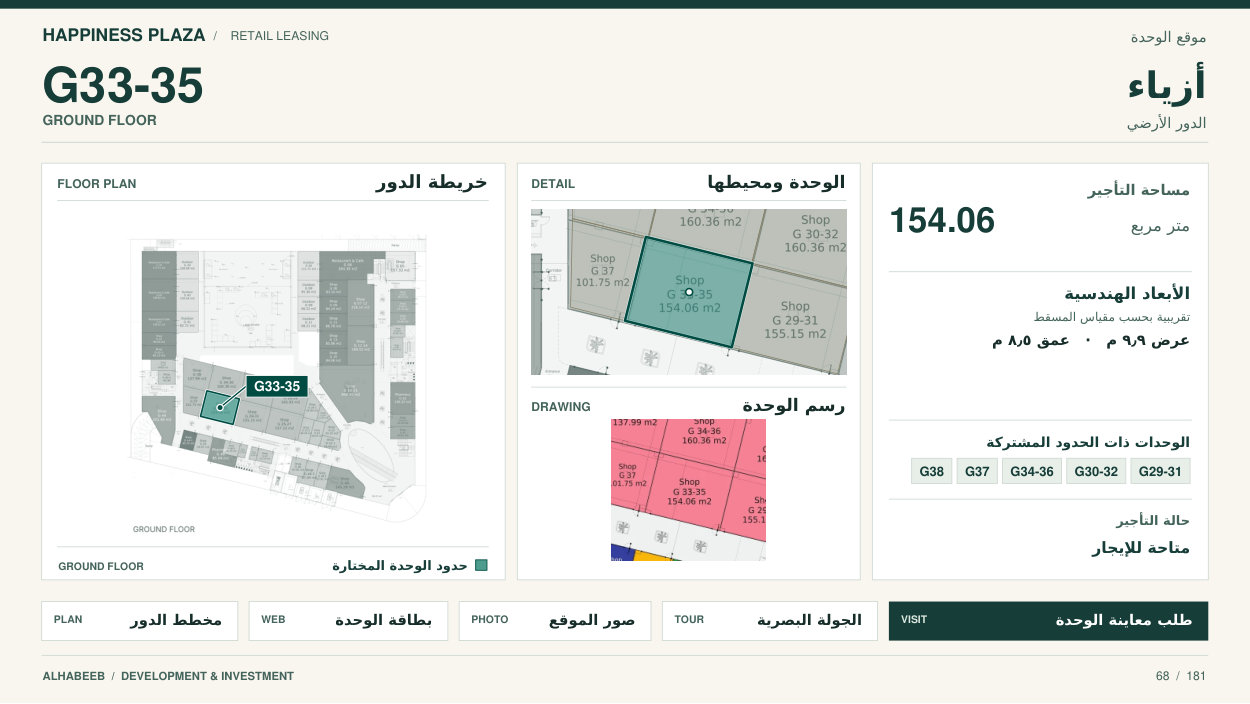 HAPPINESS PLAZA / RETAIL LEASING
موقع الوحدة
G33-35
أزياء
GROUND FLOOR
الدور الأرضي
FLOOR PLAN
خريطة الدور
G33-35
GROUND FLOOR
GROUND FLOOR
حدود الوحدة المختارة
DETAIL
الوحدة ومحيطها
G 34-36
160.36 m2
Shop
G 30-32
160.36 m2
Shop
G 37
101.75 m2
Shop
G 33-35
154.06 m2
Shop
G 29-31
155.15 m2
DRAWING
رسم الوحدة
137.99 m2
Shop
G 34-36
160.36 m2
Shop
G 37
01.75 m2
Shop
G 33-35
154.06 m2
مساحة التأجير
154.06
متر مربع
الأبعاد الهندسية
تقريبية بحسب مقياس المسقط
عرض ٩٫٩ م · عمق ٨٫٥ م
الوحدات ذات الحدود المشتركة
G38 G37 G34-36 G30-32 G29-31
حالة التأجير
متاحة للإيجار
PLAN مخطط الدور
WEB بطاقة الوحدة
PHOTO صور الموقع
TOUR الجولة البصرية
VISIT طلب معاينة الوحدة
ALHABEEB / DEVELOPMENT & INVESTMENT
68 / 181